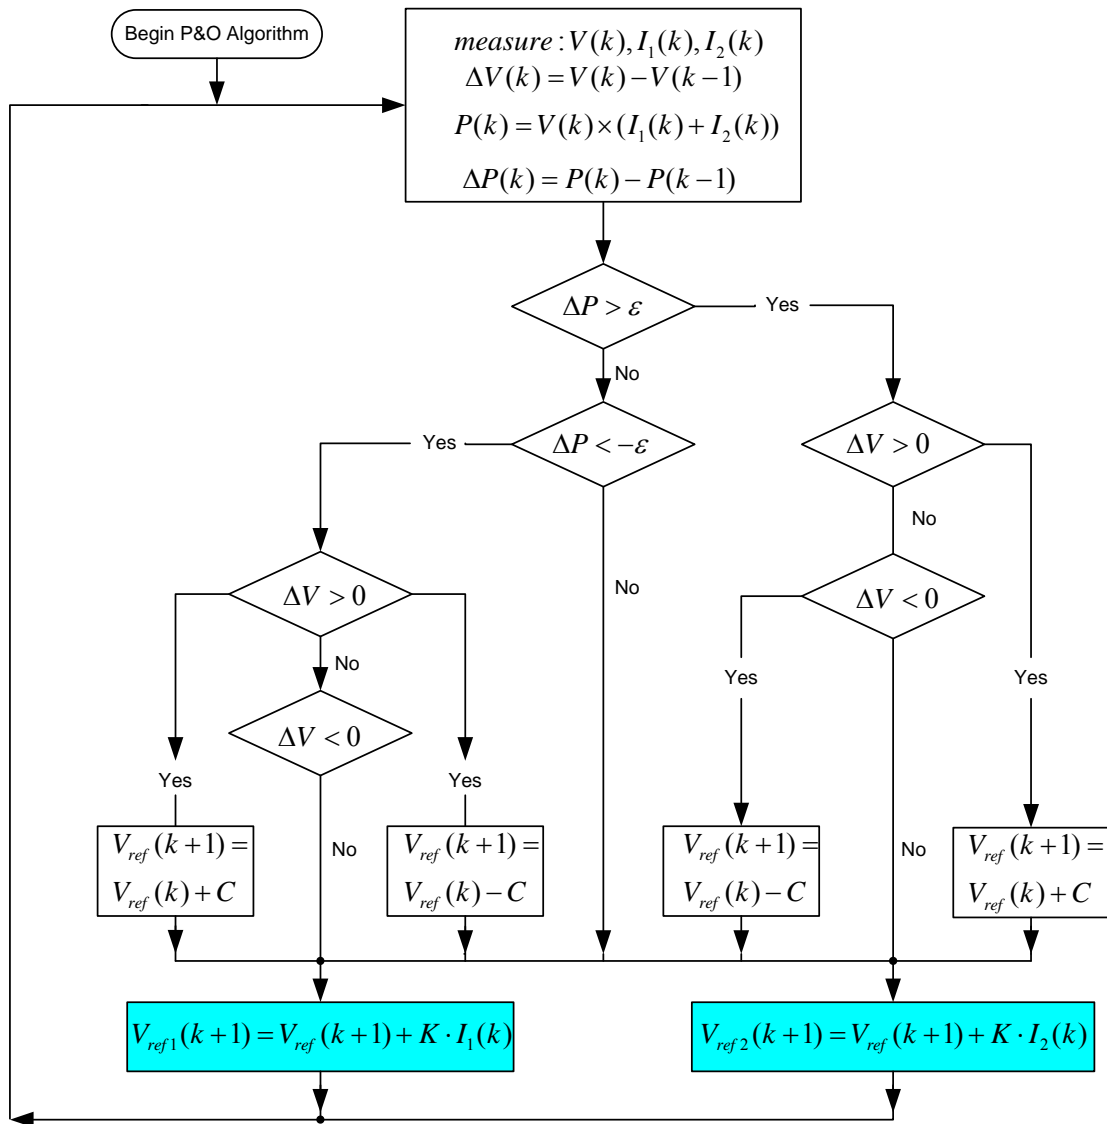 Begin P&O Algorithm
measure : V(k), I₁(k), I₂(k)
ΔV(k) = V(k) − V(k−1)
P(k) = V(k) × (I₁(k) + I₂(k))
ΔP(k) = P(k) − P(k−1)
ΔP > ε
Yes
No
ΔP < −ε
Yes
ΔV > 0
No
No
ΔV > 0
ΔV < 0
No
Yes
Yes
ΔV < 0
Yes
Yes
No
No
V_ref(k+1) =
V_ref(k) + C
V_ref(k+1) =
V_ref(k) − C
V_ref(k+1) =
V_ref(k) − C
V_ref(k+1) =
V_ref(k) + C
V_ref1(k+1) = V_ref(k+1) + K · I₁(k)
V_ref2(k+1) = V_ref(k+1) + K · I₂(k)